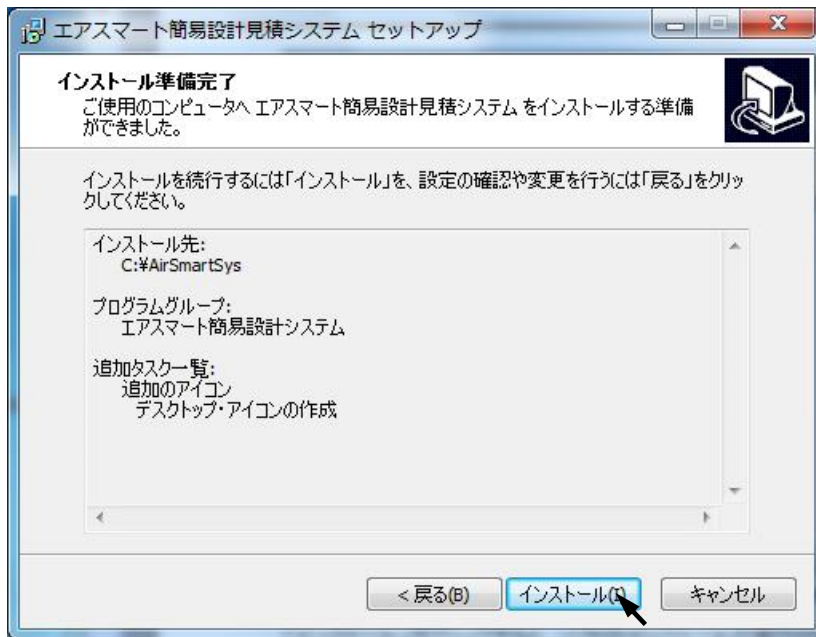 エアスマート簡易設計見積システム セットアップ
インストール準備完了
ご使用のコンピュータへ エアスマート簡易設計見積システム をインストールする準備
ができました。
インストールを続行するには「インストール」を、設定の確認や変更を行うには「戻る」をクリッ
クしてください。
インストール先:
C:¥AirSmartSys
プログラムグループ:
エアスマート簡易設計システム
追加タスク一覧:
追加のアイコン
デスクトップ・アイコンの作成
< 戻る(B)
インストール(I)
キャンセル